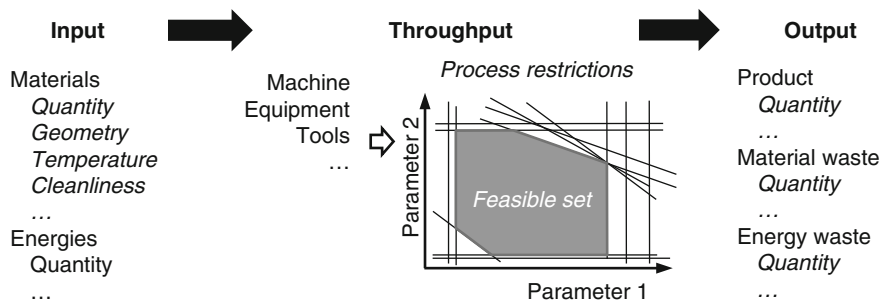 Input
Throughput
Output
Materials
Quantity
Geometry
Temperature
Cleanliness
...
Energies
Quantity
...
Machine
Equipment
Tools
...
Process restrictions
Parameter 2
Feasible set
Parameter 1
Product
Quantity
...
Material waste
Quantity
...
Energy waste
Quantity
...